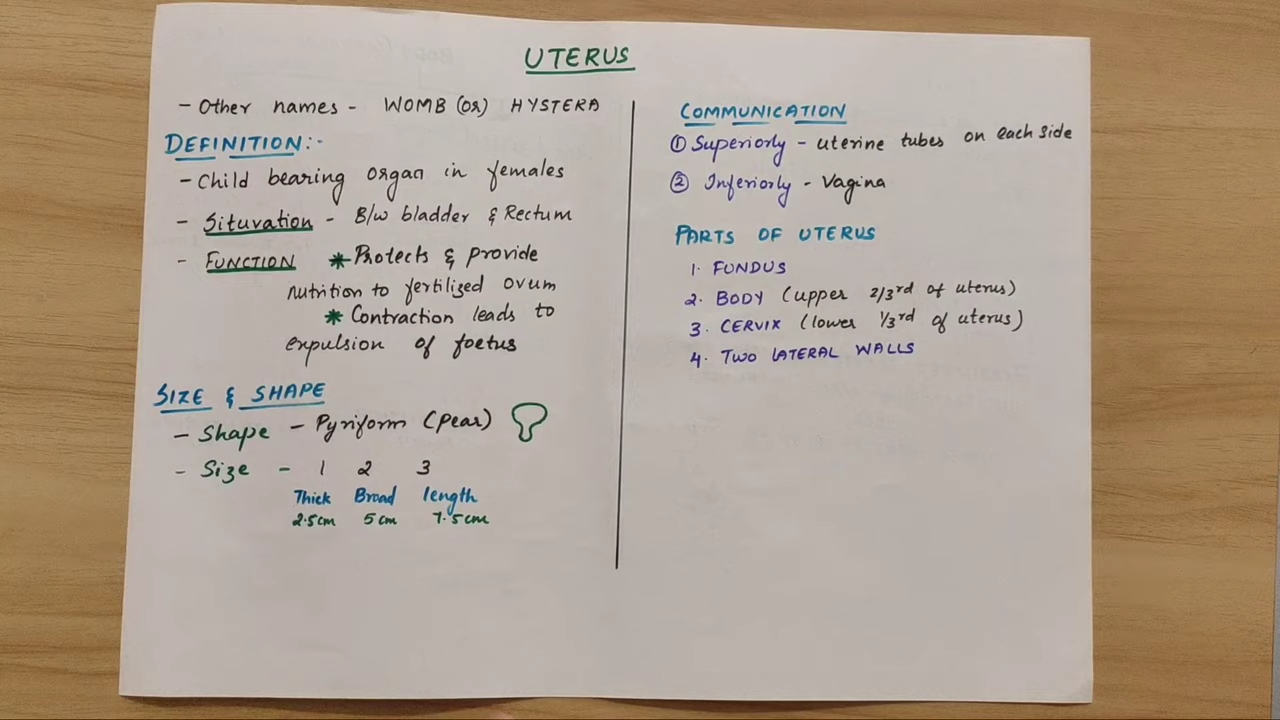 UTERUS
- Other names - WOMB (or) HYSTERA
DEFINITION:-
- Child bearing organ in females
- Situvation - B/w bladder & Rectum
- FUNCTION * Protects & provide
nutrition to fertilized ovum
* Contraction leads to
expulsion of foetus
SIZE & SHAPE
- Shape - Pyriform (Pear)
- Size - 1 2 3
Thick Broad length
2.5cm 5cm 7.5cm
COMMUNICATION
① Superiorly - uterine tubes on each side
② Inferiorly - Vagina
PARTS OF UTERUS
1. FUNDUS
2. BODY (upper 2/3rd of uterus)
3. CERVIX (lower 1/3rd of uterus)
4. TWO LATERAL WALLS